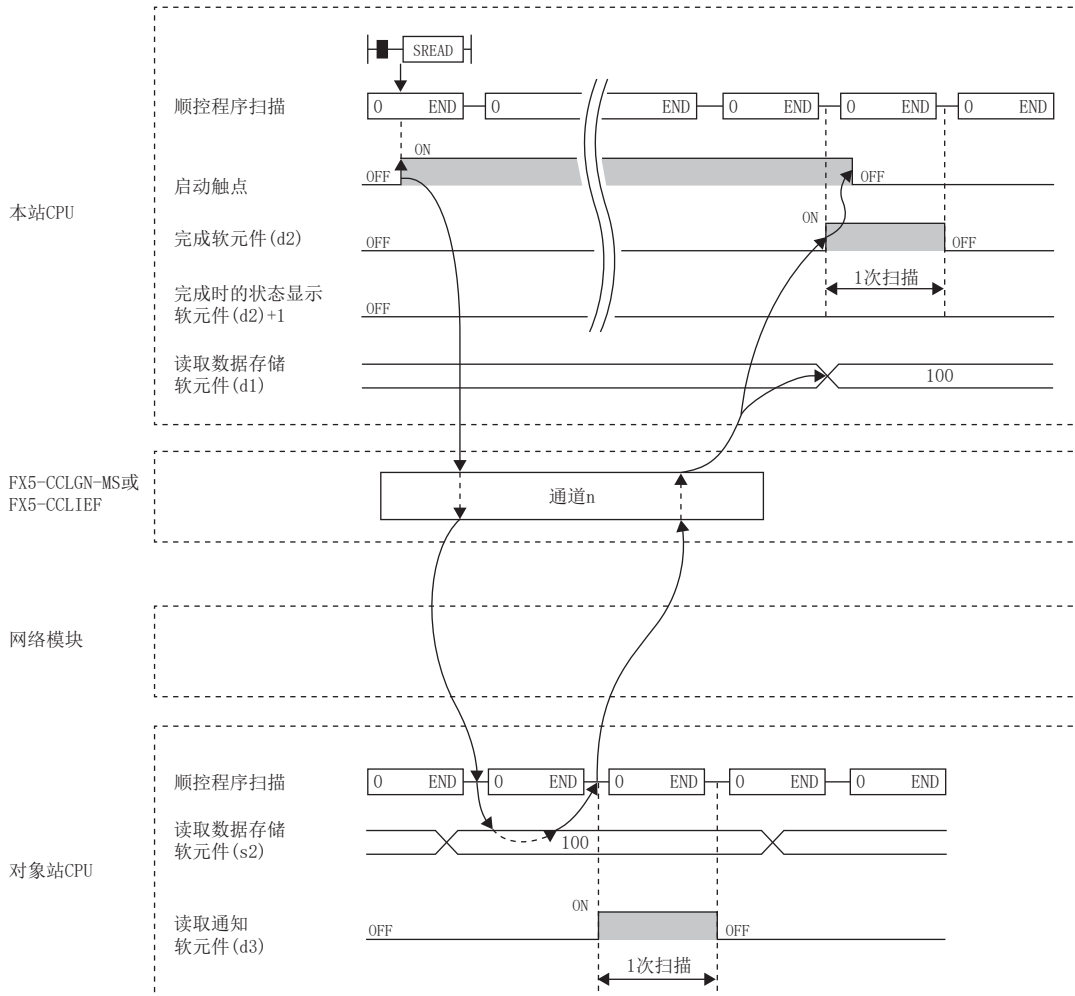 SREAD
顺控程序扫描
0 END 0 END 0 END 0 END 0 END
ON
启动触点
OFF
OFF
本站CPU
完成软元件(d2)
OFF
ON
OFF
1次扫描
完成时的状态显示
软元件(d2)+1
OFF
读取数据存储
软元件(d1)
100
FX5-CCLGN-MS或
FX5-CCLIEF
通道n
网络模块
顺控程序扫描
0 END 0 END 0 END 0 END 0 END
读取数据存储
软元件(s2)
100
对象站CPU
读取通知
软元件(d3)
OFF
ON
OFF
1次扫描